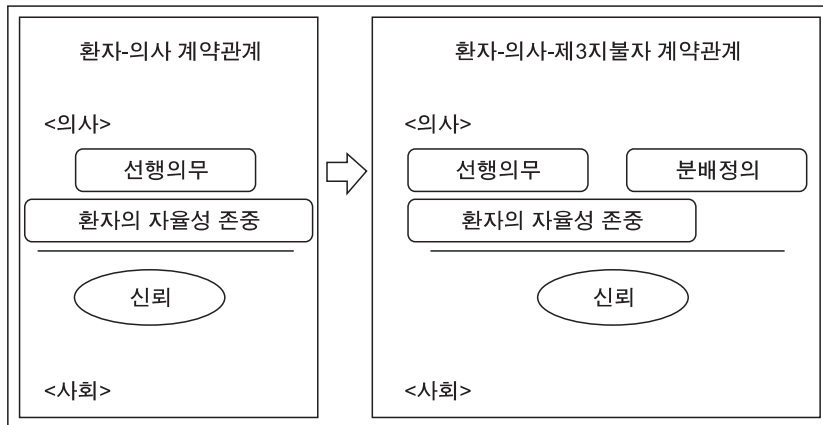 환자-의사 계약관계
<의사>
선행의무
환자의 자율성 존중
신뢰
<사회>
환자-의사-제3지불자 계약관계
<의사>
선행의무
분배정의
환자의 자율성 존중
신뢰
<사회>